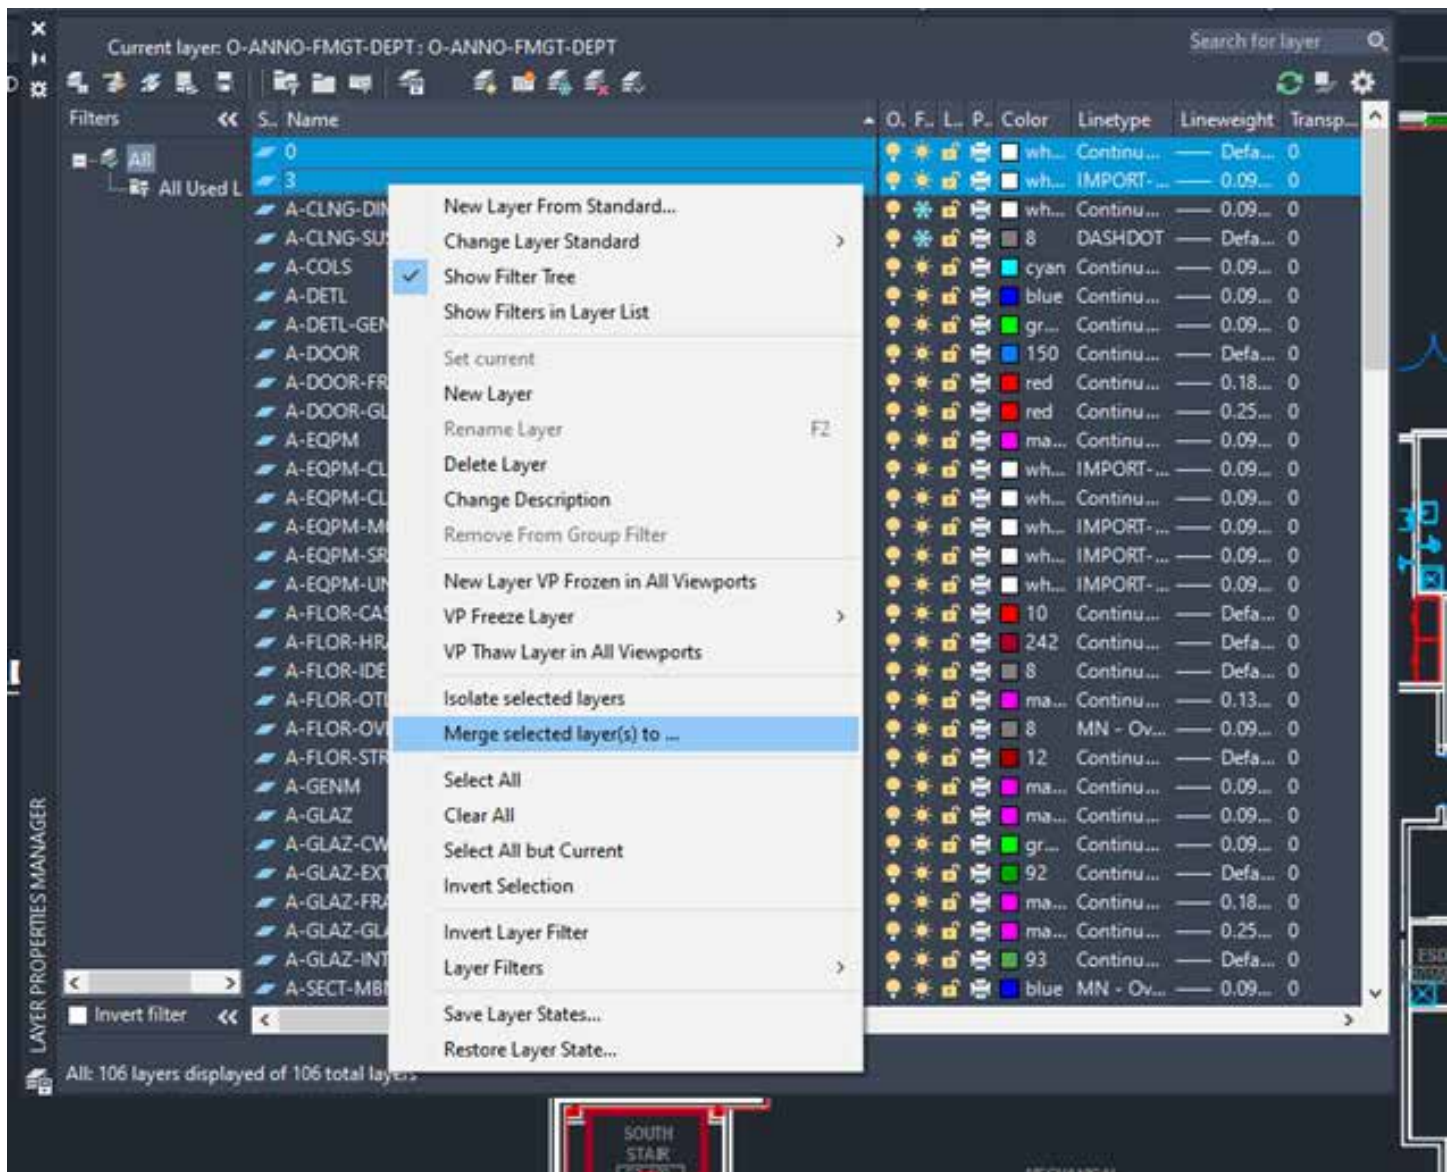 Current layer: O-ANNO-FMGT-DEPT : O-ANNO-FMGT-DEPT
Search for layer
Filters
S.. Name O. F.. L.. P.. Color Linetype Lineweight Transp...
All
All Used L
0 wh... Continu... Defa... 0
3 wh... IMPORT-... 0.09... 0
A-CLNG-DIM wh... Continu... 0.09... 0
A-CLNG-SUS 8 DASHDOT Defa... 0
A-COLS cyan Continu... 0.09... 0
A-DETL blue Continu... 0.09... 0
A-DETL-GEN gr... Continu... 0.09... 0
A-DOOR 150 Continu... Defa... 0
A-DOOR-FR red Continu... 0.18... 0
A-DOOR-GL red Continu... 0.25... 0
A-EQPM ma... Continu... 0.09... 0
A-EQPM-CL wh... IMPORT-... 0.09... 0
A-EQPM-CL wh... Continu... 0.09... 0
A-EQPM-MO wh... IMPORT-... 0.09... 0
A-EQPM-SR wh... IMPORT-... 0.09... 0
A-EQPM-UN wh... IMPORT-... 0.09... 0
A-FLOR-CAS 10 Continu... Defa... 0
A-FLOR-HRA 242 Continu... Defa... 0
A-FLOR-IDE 8 Continu... Defa... 0
A-FLOR-OTI ma... Continu... 0.13... 0
A-FLOR-OVE 8 MN - Ov... 0.09... 0
A-FLOR-STR 12 Continu... Defa... 0
A-GENM ma... Continu... 0.09... 0
A-GLAZ ma... Continu... 0.09... 0
A-GLAZ-CW gr... Continu... 0.09... 0
A-GLAZ-EXT 92 Continu... Defa... 0
A-GLAZ-FRA ma... Continu... 0.18... 0
A-GLAZ-GLA ma... Continu... 0.25... 0
A-GLAZ-INT 93 Continu... Defa... 0
A-SECT-MBN blue MN - Ov... 0.09... 0
New Layer From Standard...
Change Layer Standard
Show Filter Tree
Show Filters in Layer List
Set current
New Layer
Rename Layer F2
Delete Layer
Change Description
Remove From Group Filter
New Layer VP Frozen in All Viewports
VP Freeze Layer
VP Thaw Layer in All Viewports
Isolate selected layers
Merge selected layer(s) to ...
Select All
Clear All
Select All but Current
Invert Selection
Invert Layer Filter
Layer Filters
Save Layer States...
Restore Layer State...
Invert filter
LAYER PROPERTIES MANAGER
All: 106 layers displayed of 106 total layers
SOUTH
STAIR